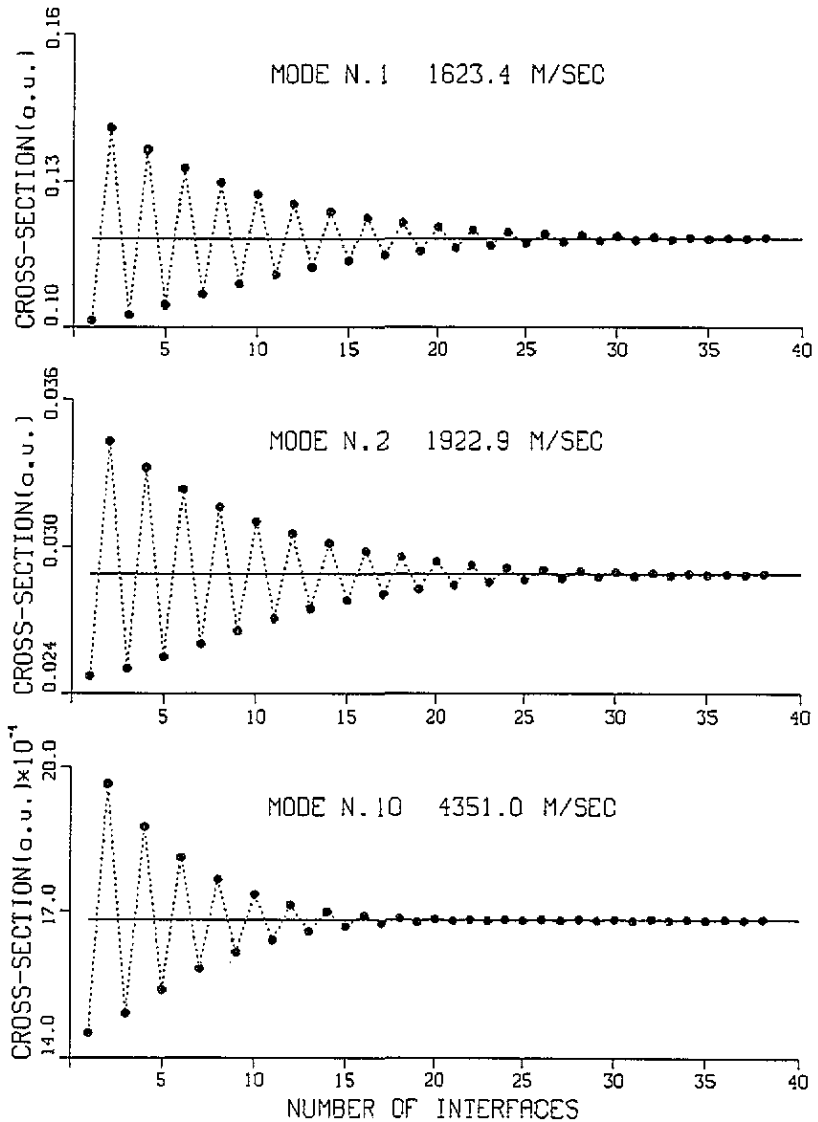 CROSS-SECTION(a.u.)
0.16
0.13
0.10
MODE N.1 1623.4 M/SEC
5 10 15 20 25 30 35 40
CROSS-SECTION(a.u.)
0.036
0.030
0.024
MODE N.2 1922.9 M/SEC
5 10 15 20 25 30 35 40
CROSS-SECTION(a.u.)×10⁻⁴
20.0
17.0
14.0
MODE N.10 4351.0 M/SEC
5 10 15 20 25 30 35 40
NUMBER OF INTERFACES